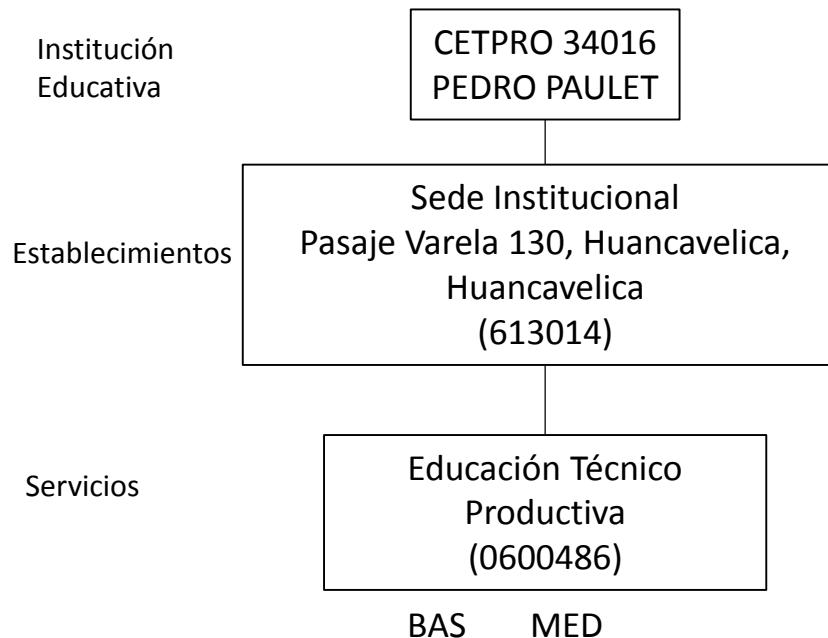 Institución
Educativa
CETPRO 34016
PEDRO PAULET
Establecimientos
Sede Institucional
Pasaje Varela 130, Huancavelica,
Huancavelica
(613014)
Servicios
Educación Técnico
Productiva
(0600486)
BAS MED